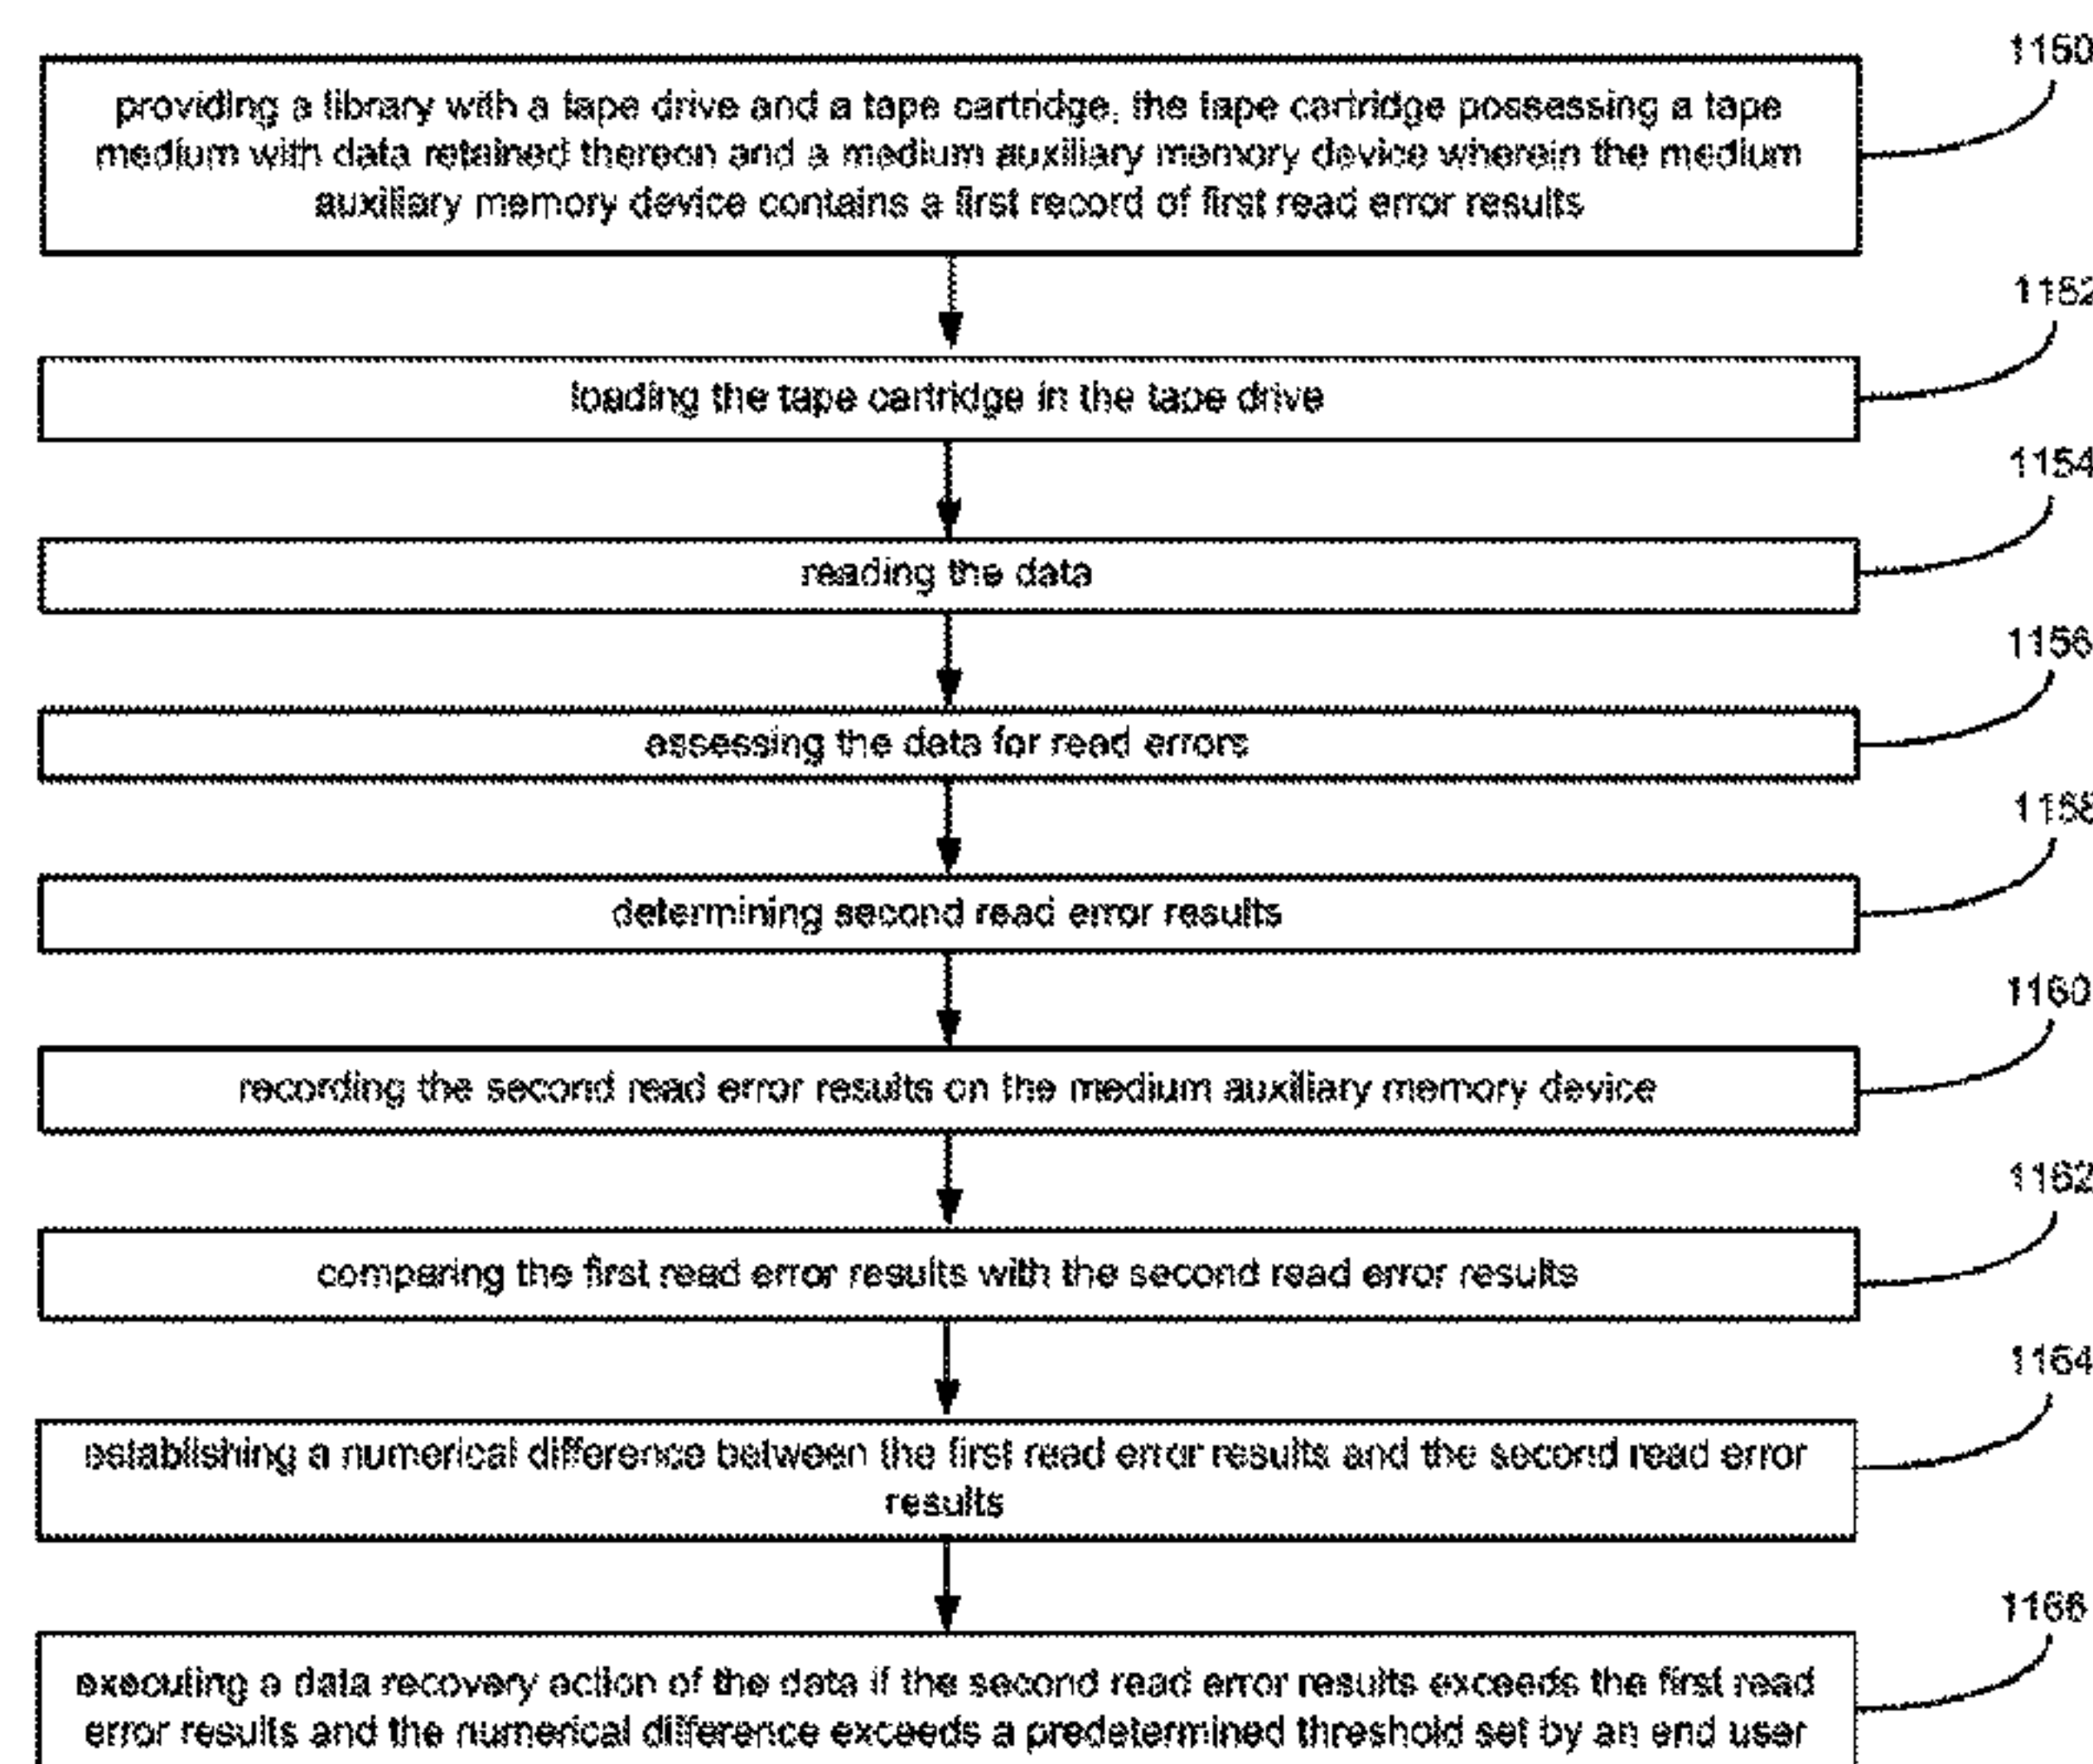 1150
providing a library with a tape drive and a tape cartridge, the tape cartridge possessing a tape
medium with data retained thereon and a medium auxiliary memory device wherein the medium
auxiliary memory device contains a first record of first read error results
1152
loading the tape cartridge in the tape drive
1154
reading the data
1156
assessing the data for read errors
1158
determining second read error results
1160
recording the second read error results on the medium auxiliary memory device
1162
comparing the first read error results with the second read error results
1164
establishing a numerical difference between the first read error results and the second read error
results
1166
executing a data recovery action of the data if the second read error results exceeds the first read
error results and the numerical difference exceeds a predetermined threshold set by an end user